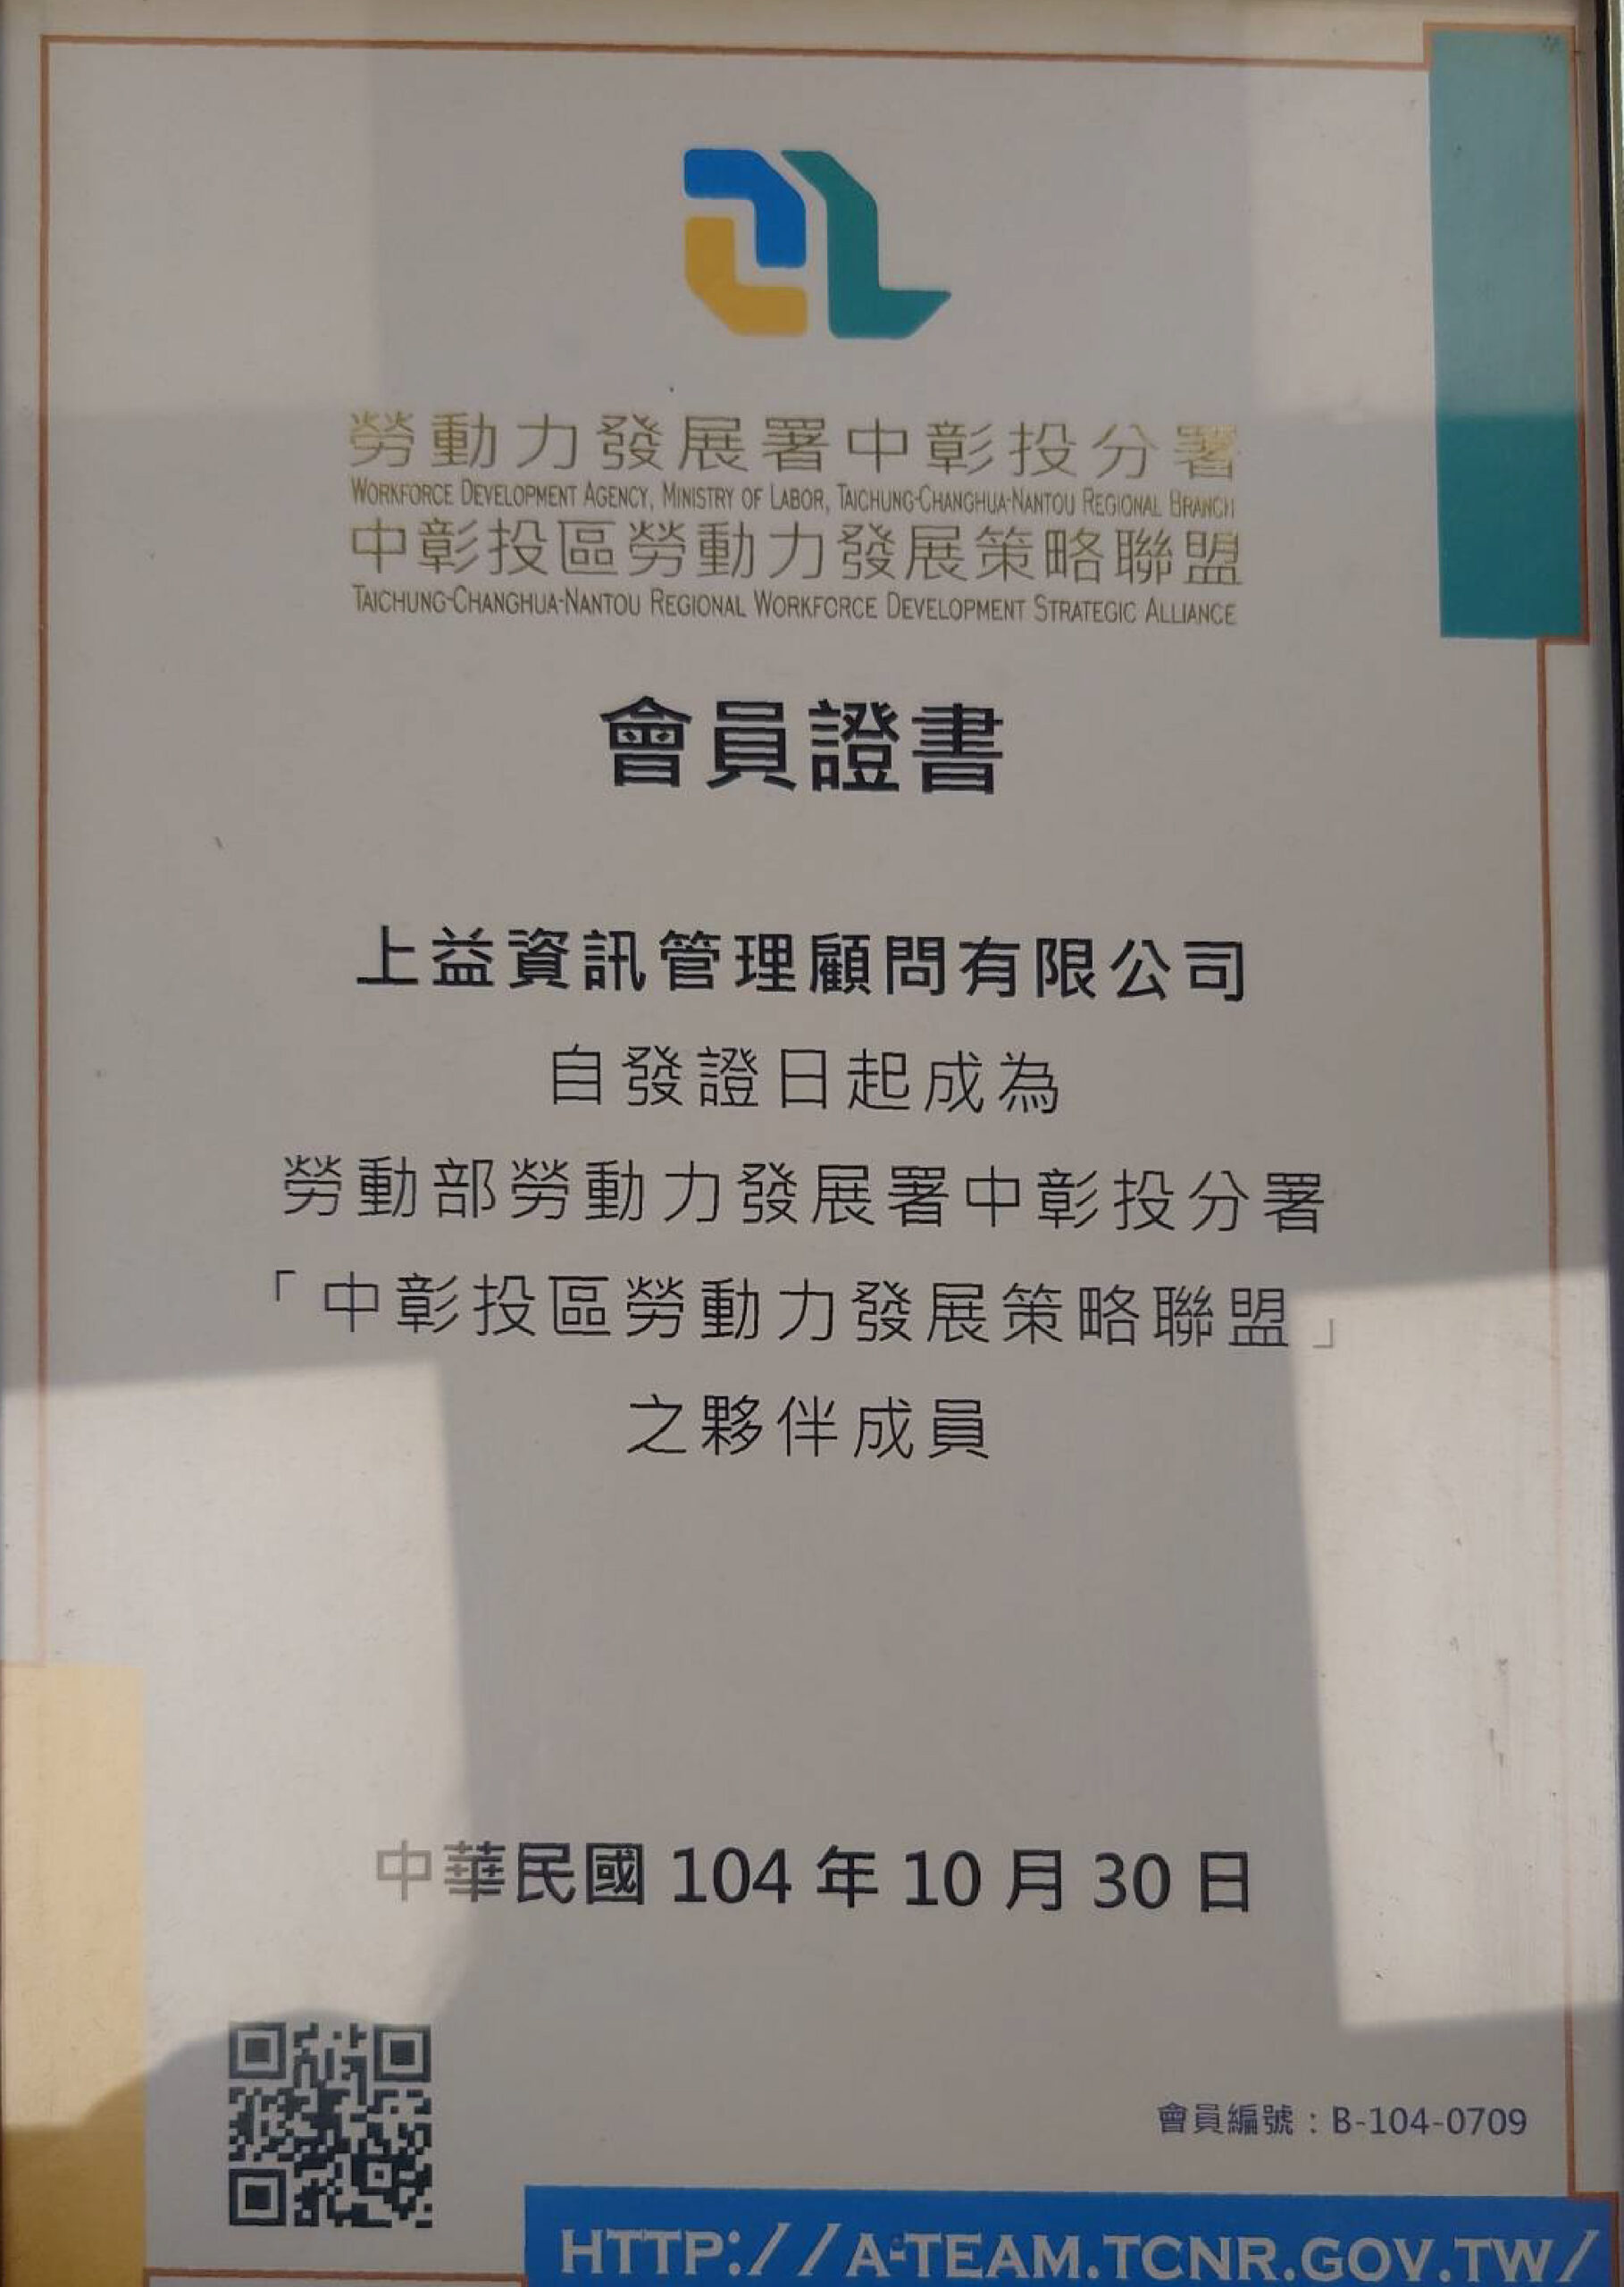 勞動力發展署中彰投分署
WORKFORCE DEVELOPMENT AGENCY, MINISTRY OF LABOR, TAICHUNG-CHANGHUA-NANTOU REGIONAL BRANCH
中彰投區勞動力發展策略聯盟
TAICHUNG-CHANGHUA-NANTOU REGIONAL WORKFORCE DEVELOPMENT STRATEGIC ALLIANCE
會員證書
上益資訊管理顧問有限公司
自發證日起成為
勞動部勞動力發展署中彰投分署
「中彰投區勞動力發展策略聯盟」
之夥伴成員
中華民國 104 年 10 月 30 日
會員編號：B-104-0709
HTTP://A-TEAM.TCNR.GOV.TW/